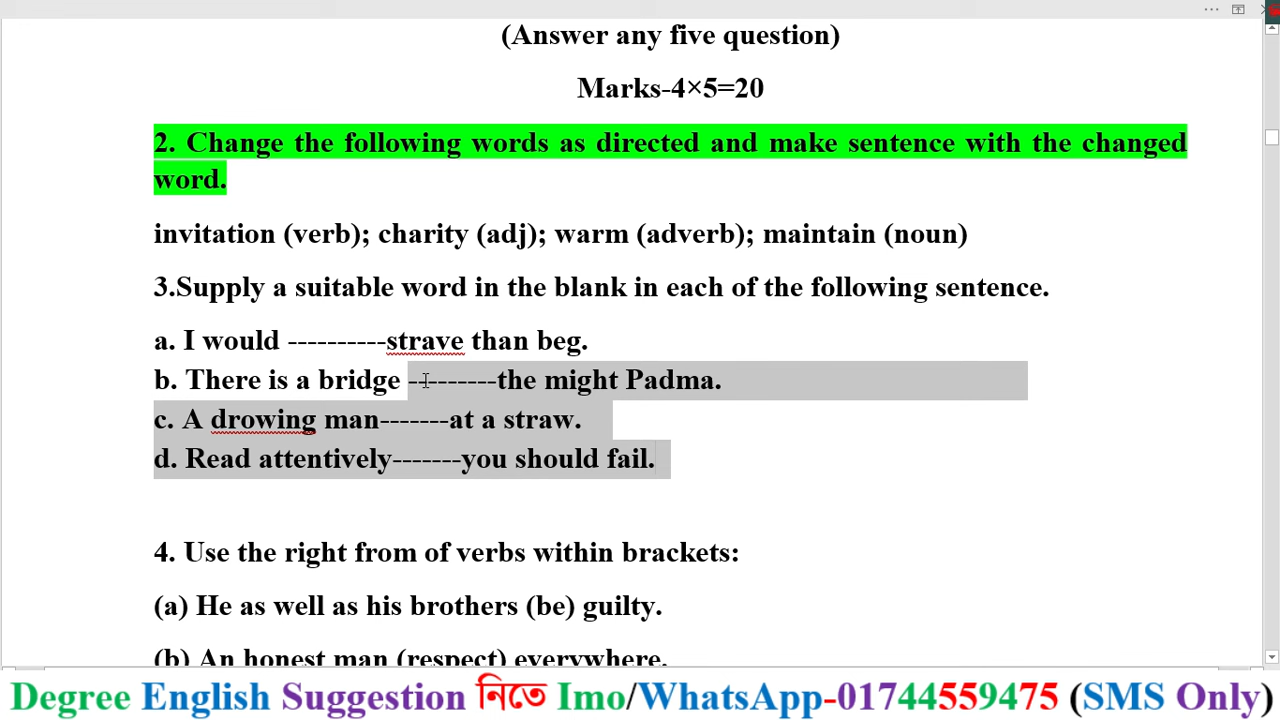 (Answer any five question)
Marks-4×5=20
2. Change the following words as directed and make sentence with the changed
word.
invitation (verb); charity (adj); warm (adverb); maintain (noun)
3.Supply a suitable word in the blank in each of the following sentence.
a. I would ----------strave than beg.
b. There is a bridge ---------the might Padma.
c. A drowing man-------at a straw.
d. Read attentively-------you should fail.
4. Use the right from of verbs within brackets:
(a) He as well as his brothers (be) guilty.
(b) An honest man (respect) everywhere.
Degree English Suggestion নিতে Imo/WhatsApp-01744559475 (SMS Only)